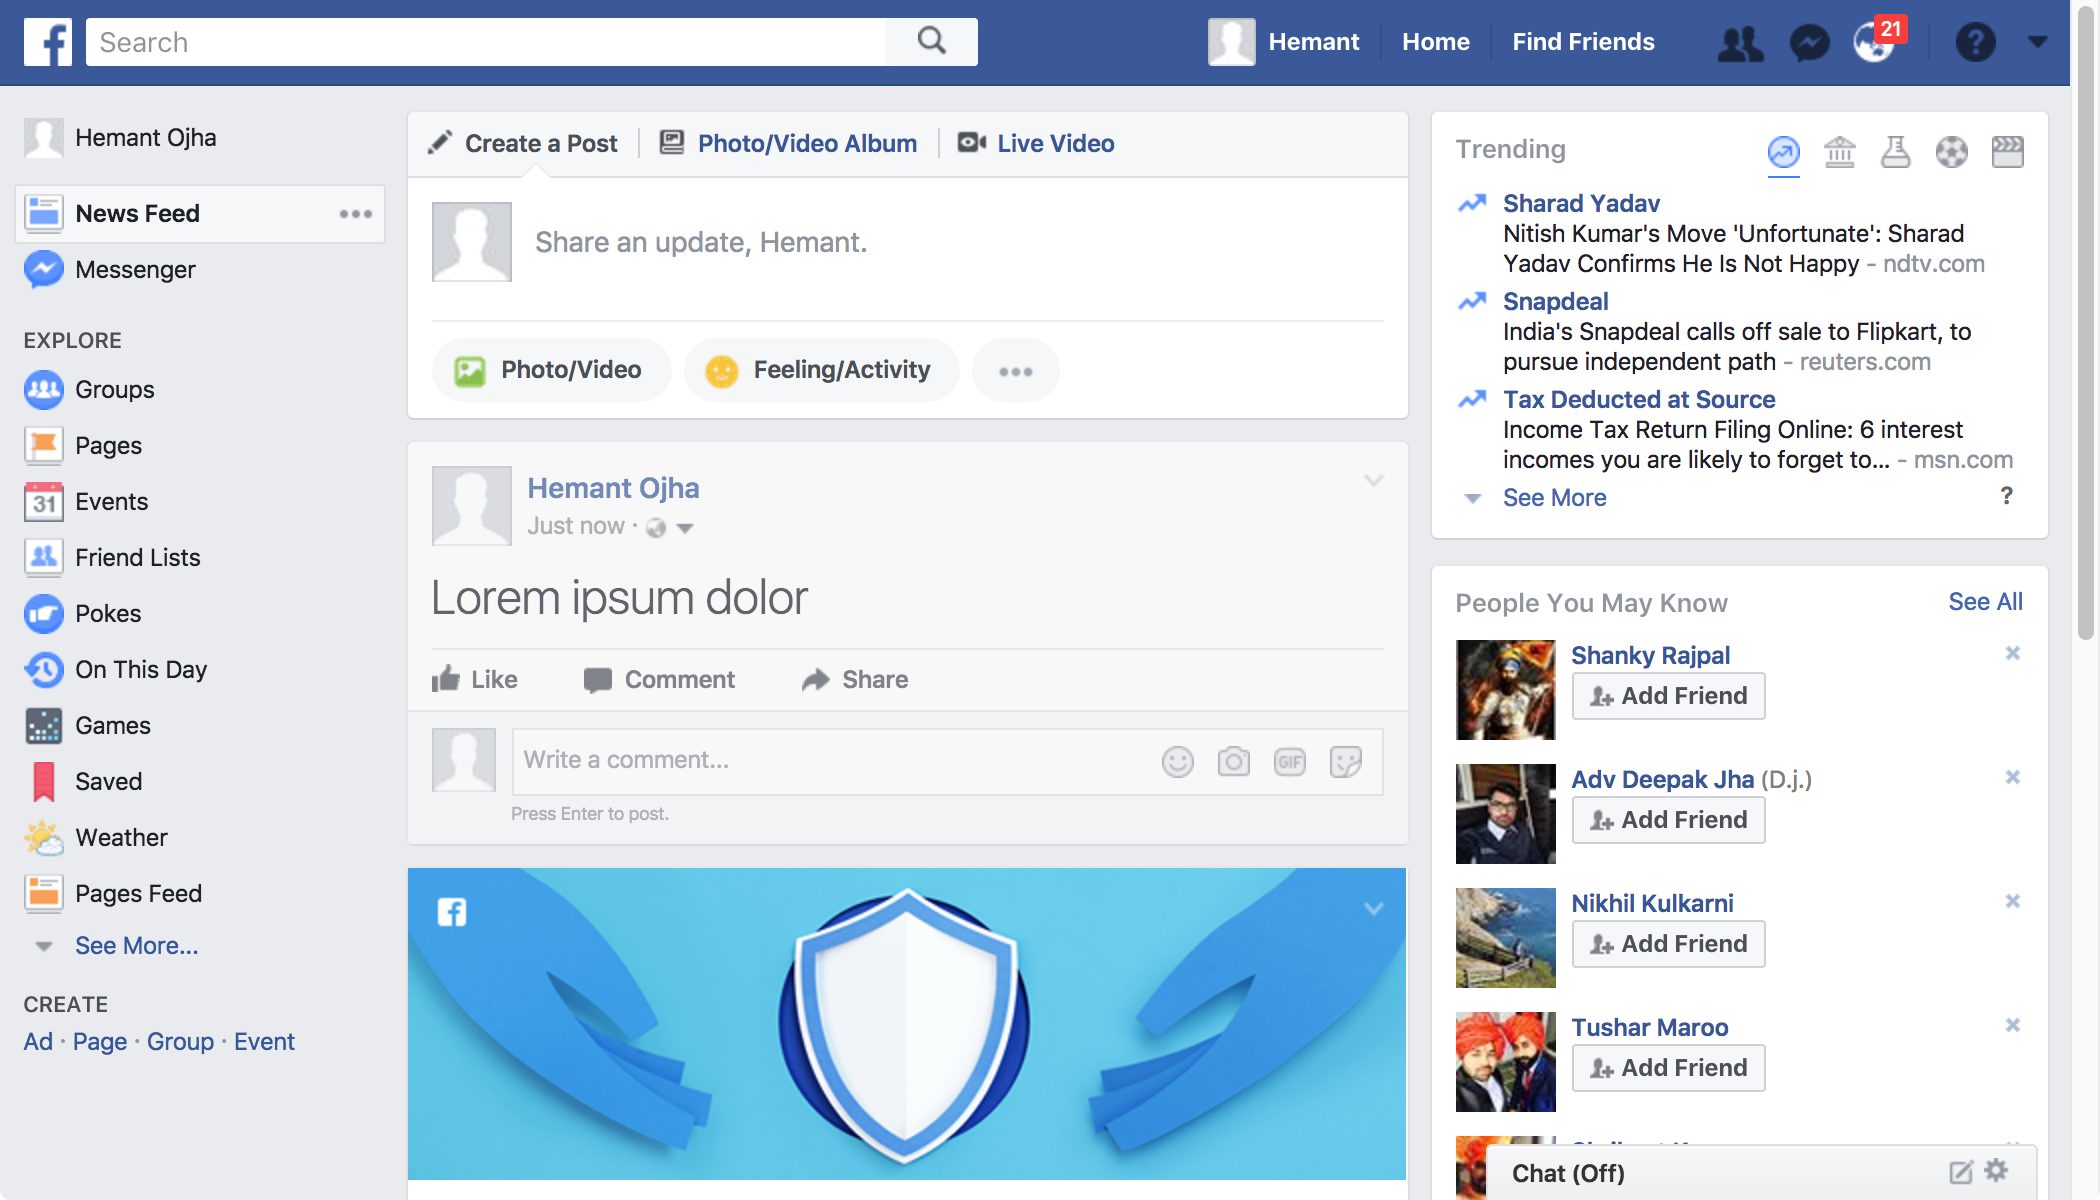 Search
Hemant
Home
Find Friends
21
?
Hemant Ojha
News Feed
Messenger
EXPLORE
Groups
Pages
31
Events
Friend Lists
Pokes
On This Day
Games
Saved
Weather
Pages Feed
See More...
CREATE
Ad · Page · Group · Event
Create a Post
Photo/Video Album
Live Video
Share an update, Hemant.
Photo/Video
Feeling/Activity
Hemant Ojha
Just now ·
Lorem ipsum dolor
Like
Comment
Share
Write a comment...
GIF
Press Enter to post.
Trending
Sharad Yadav
Nitish Kumar's Move 'Unfortunate': Sharad
Yadav Confirms He Is Not Happy - ndtv.com
Snapdeal
India's Snapdeal calls off sale to Flipkart, to
pursue independent path - reuters.com
Tax Deducted at Source
Income Tax Return Filing Online: 6 interest
incomes you are likely to forget to... - msn.com
See More
?
People You May Know
See All
Shanky Rajpal
Add Friend
Adv Deepak Jha (D.j.)
Add Friend
Nikhil Kulkarni
Add Friend
Tushar Maroo
Add Friend
Chat (Off)